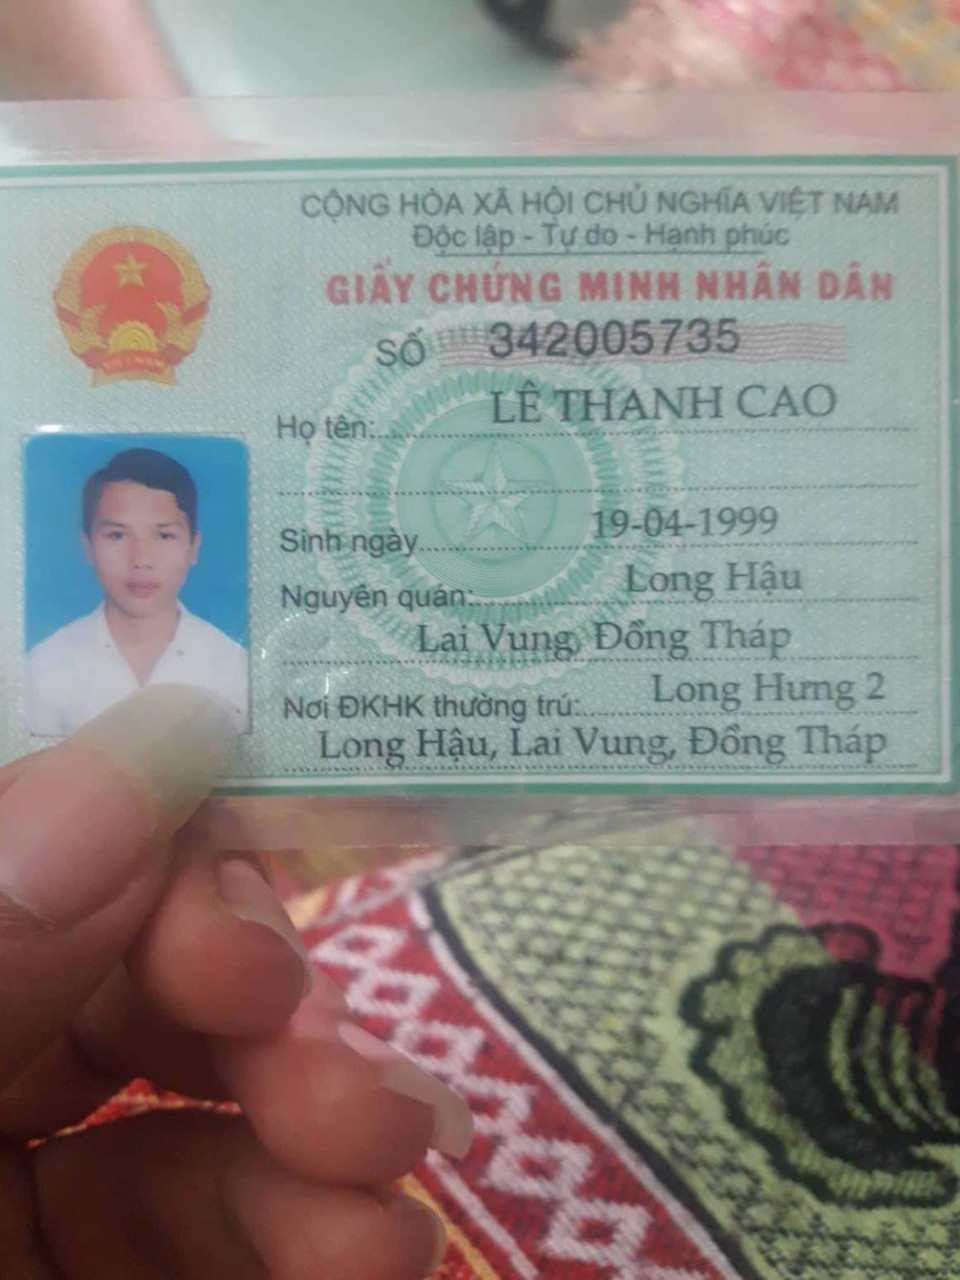 CỘNG HÒA XÃ HỘI CHỦ NGHĨA VIỆT NAM
Độc lập - Tự do - Hạnh phúc
GIẤY CHỨNG MINH NHÂN DÂN
SỐ 342005735
Họ tên: LÊ THANH CAO
Sinh ngày 19-04-1999
Nguyên quán: Long Hậu
Lai Vung, Đồng Tháp
Nơi ĐKHK thường trú: Long Hưng 2
Long Hậu, Lai Vung, Đồng Tháp
VIỆT NAM